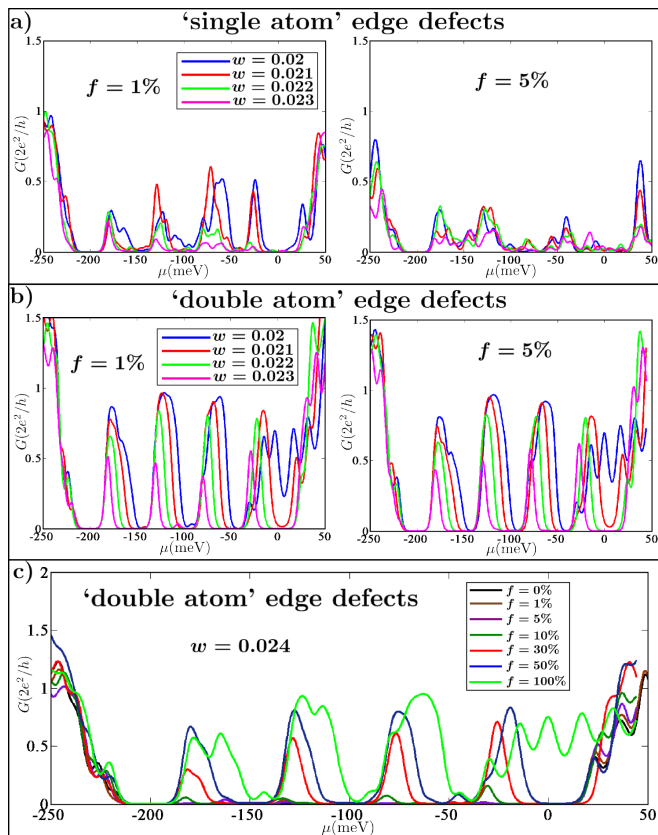 a)
'single atom' edge defects
1.5
1
0.5
0
G(2e²/h)
f = 1%
w = 0.02
w = 0.021
w = 0.022
w = 0.023
-250 -200 -150 -100 -50 0 50
μ(meV)
1.5
1
0.5
0
f = 5%
-250 -200 -150 -100 -50 0 50
μ(meV)
b)
'double atom' edge defects
1.5
1
0.5
0
G(2e²/h)
f = 1%
w = 0.02
w = 0.021
w = 0.022
w = 0.023
-250 -200 -150 -100 -50 0 50
μ(meV)
1.5
1
0.5
0
f = 5%
-250 -200 -150 -100 -50 0 50
μ(meV)
c)
'double atom' edge defects
2
1.5
1
0.5
0
G(2e²/h)
w = 0.024
f = 0%
f = 1%
f = 5%
f = 10%
f = 30%
f = 50%
f = 100%
-250 -200 -150 -100 -50 0 50
μ(meV)